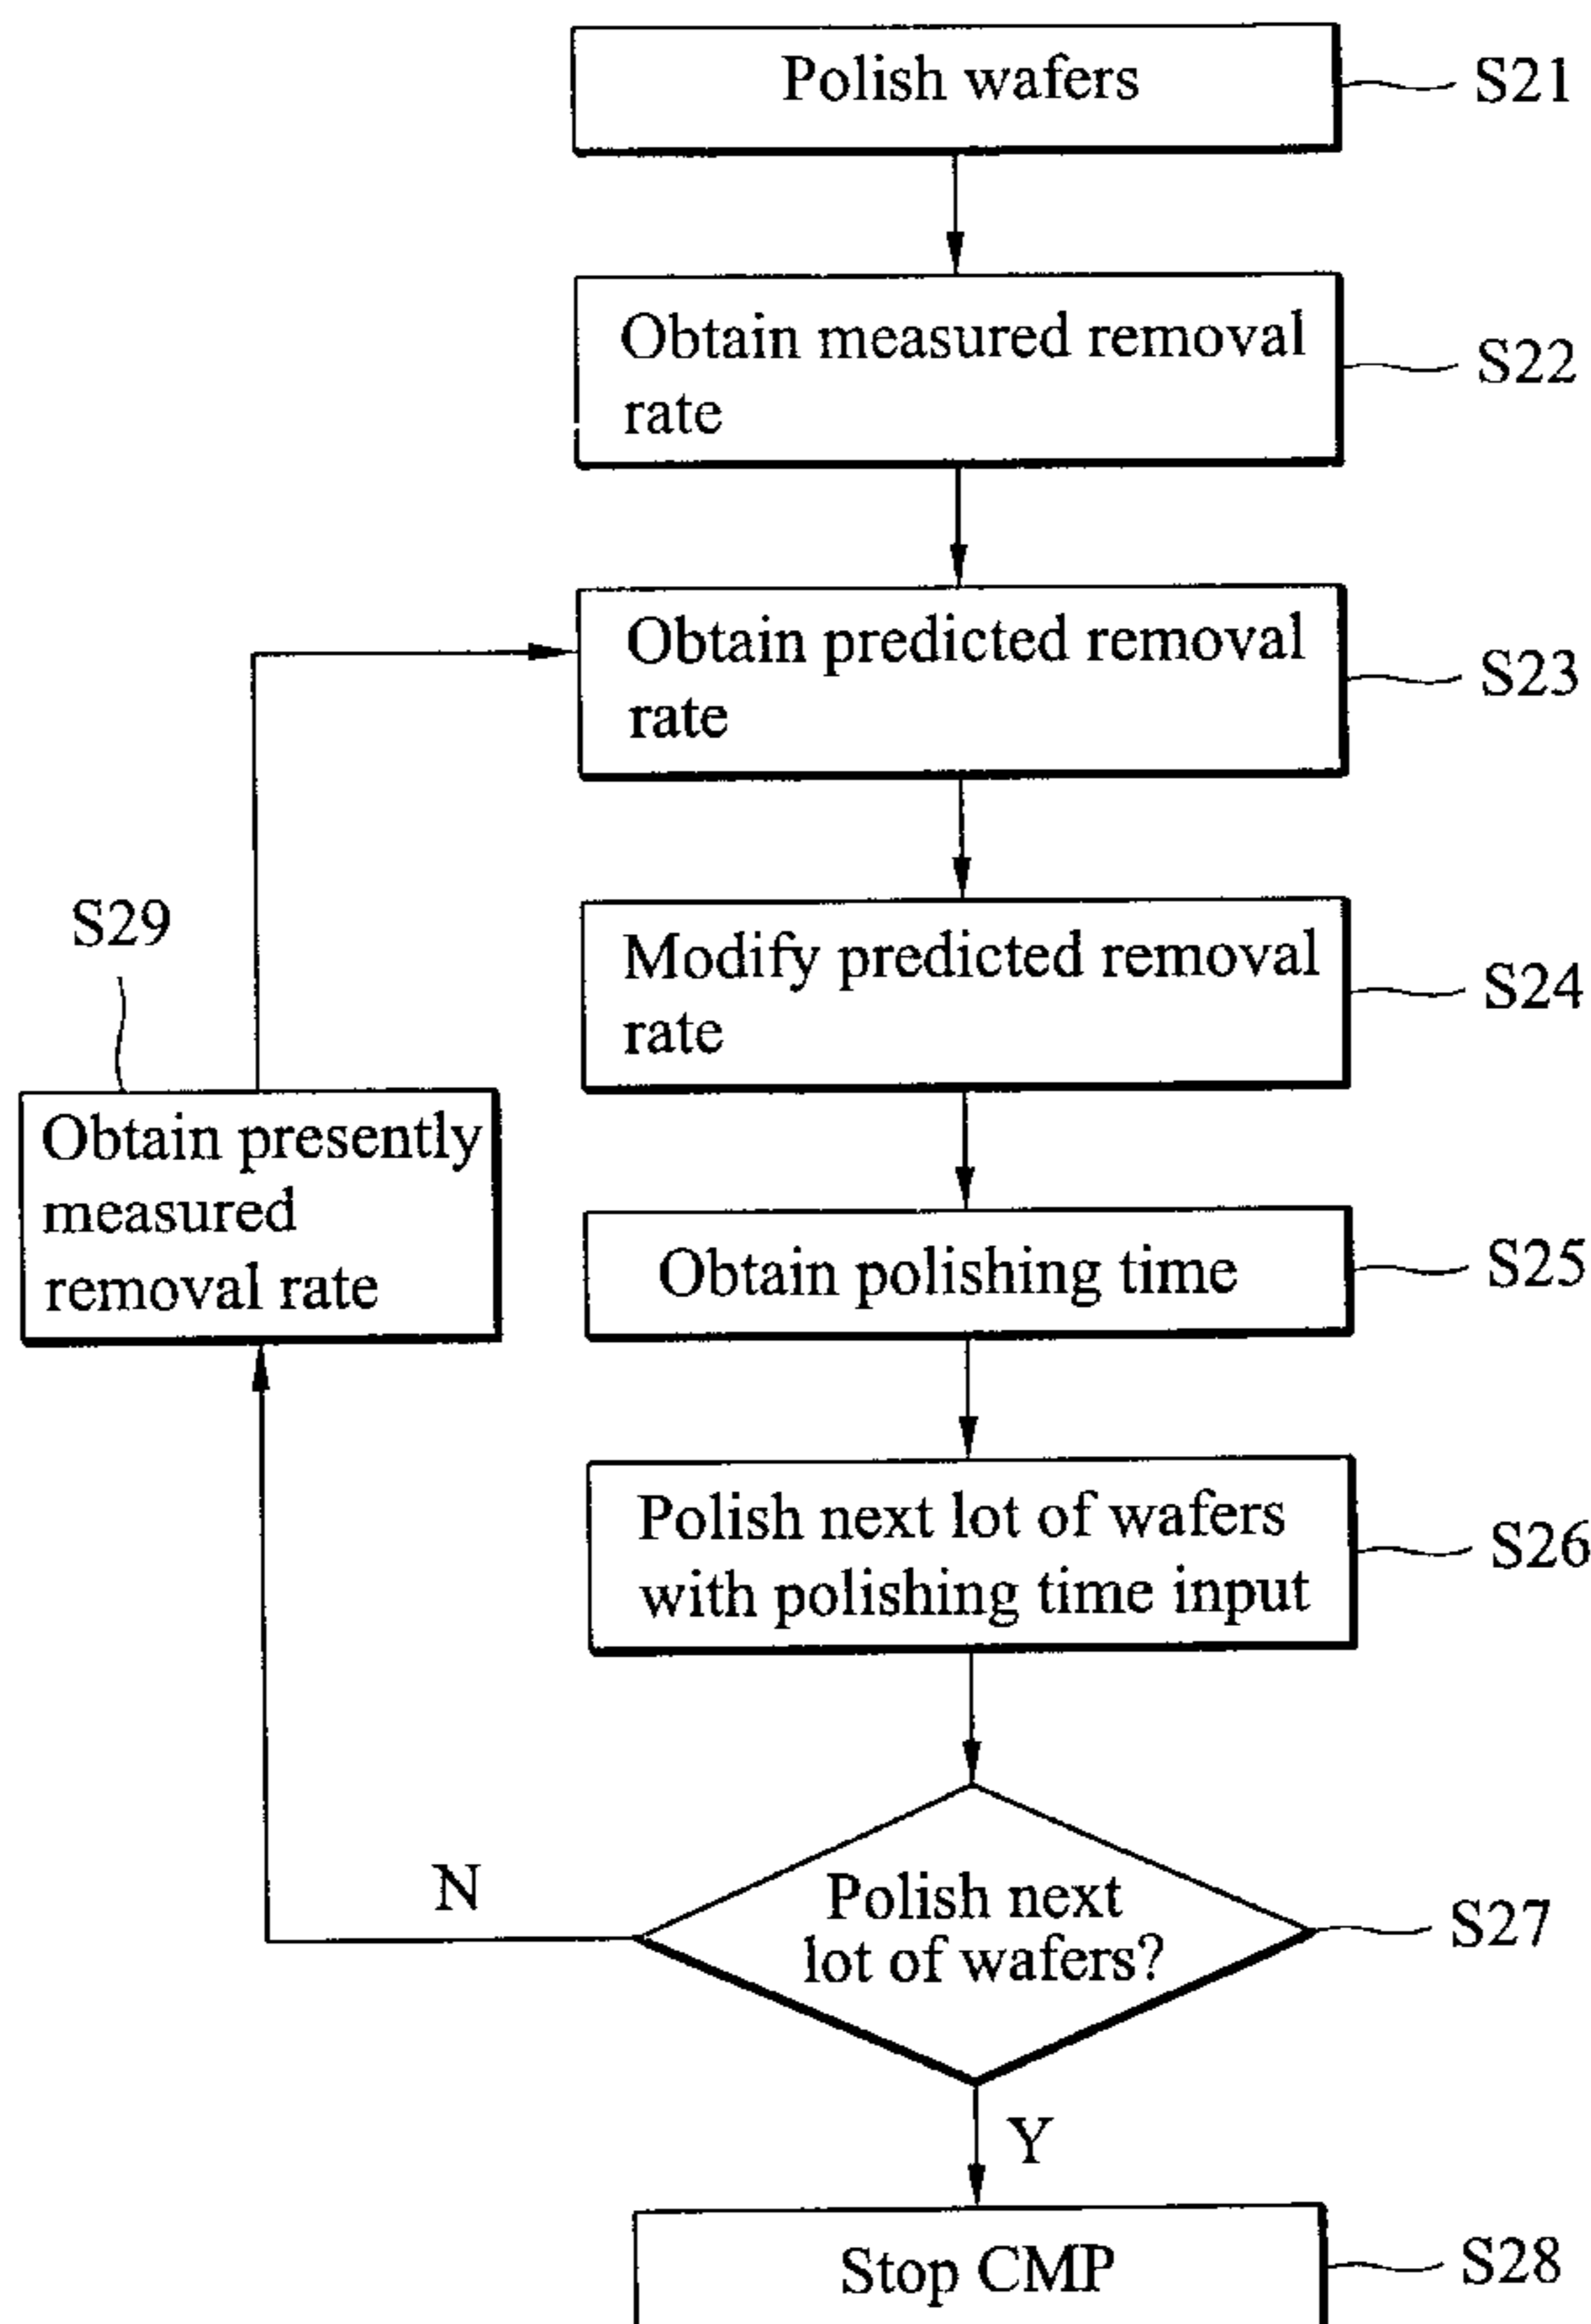 Polish wafers
S21
Obtain measured removal
rate
S22
Obtain predicted removal
rate
S23
Modify predicted removal
rate
S24
S29
Obtain presently
measured
removal rate
Obtain polishing time
S25
Polish next lot of wafers
with polishing time input
S26
Polish next
lot of wafers?
S27
N
Y
Stop CMP
S28